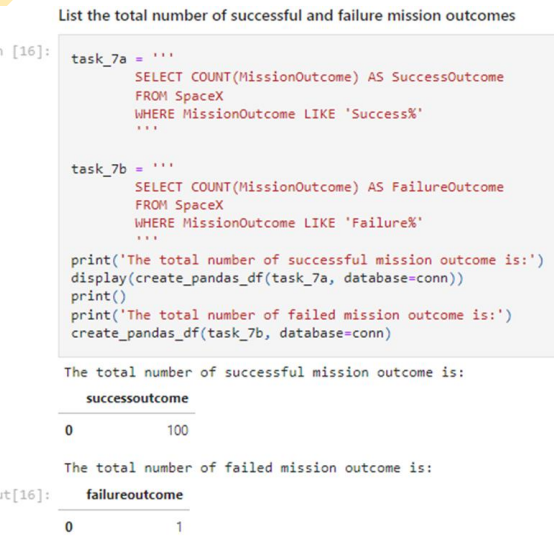 List the total number of successful and failure mission outcomes
n [16]:
task_7a = '''
SELECT COUNT(MissionOutcome) AS SuccessOutcome
FROM SpaceX
WHERE MissionOutcome LIKE 'Success%'
'''
task_7b = '''
SELECT COUNT(MissionOutcome) AS FailureOutcome
FROM SpaceX
WHERE MissionOutcome LIKE 'Failure%'
'''
print('The total number of successful mission outcome is:')
display(create_pandas_df(task_7a, database=conn))
print()
print('The total number of failed mission outcome is:')
create_pandas_df(task_7b, database=conn)
The total number of successful mission outcome is:
successoutcome
0 100
The total number of failed mission outcome is:
ut[16]: failureoutcome
0 1